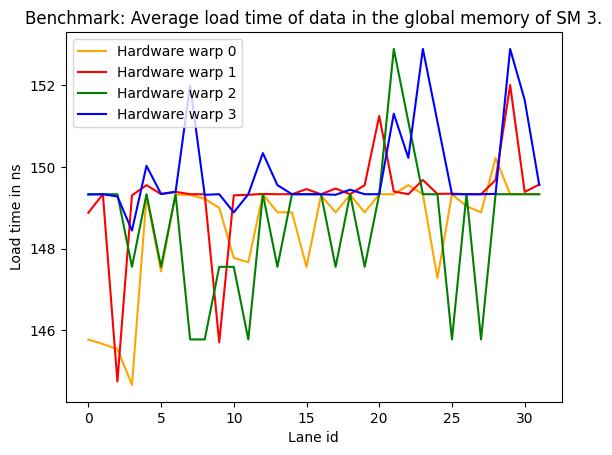 Benchmark: Average load time of data in the global memory of SM 3.
Hardware warp 0
Hardware warp 1
Hardware warp 2
Hardware warp 3
Load time in ns
152
150
148
146
0 5 10 15 20 25 30
Lane id